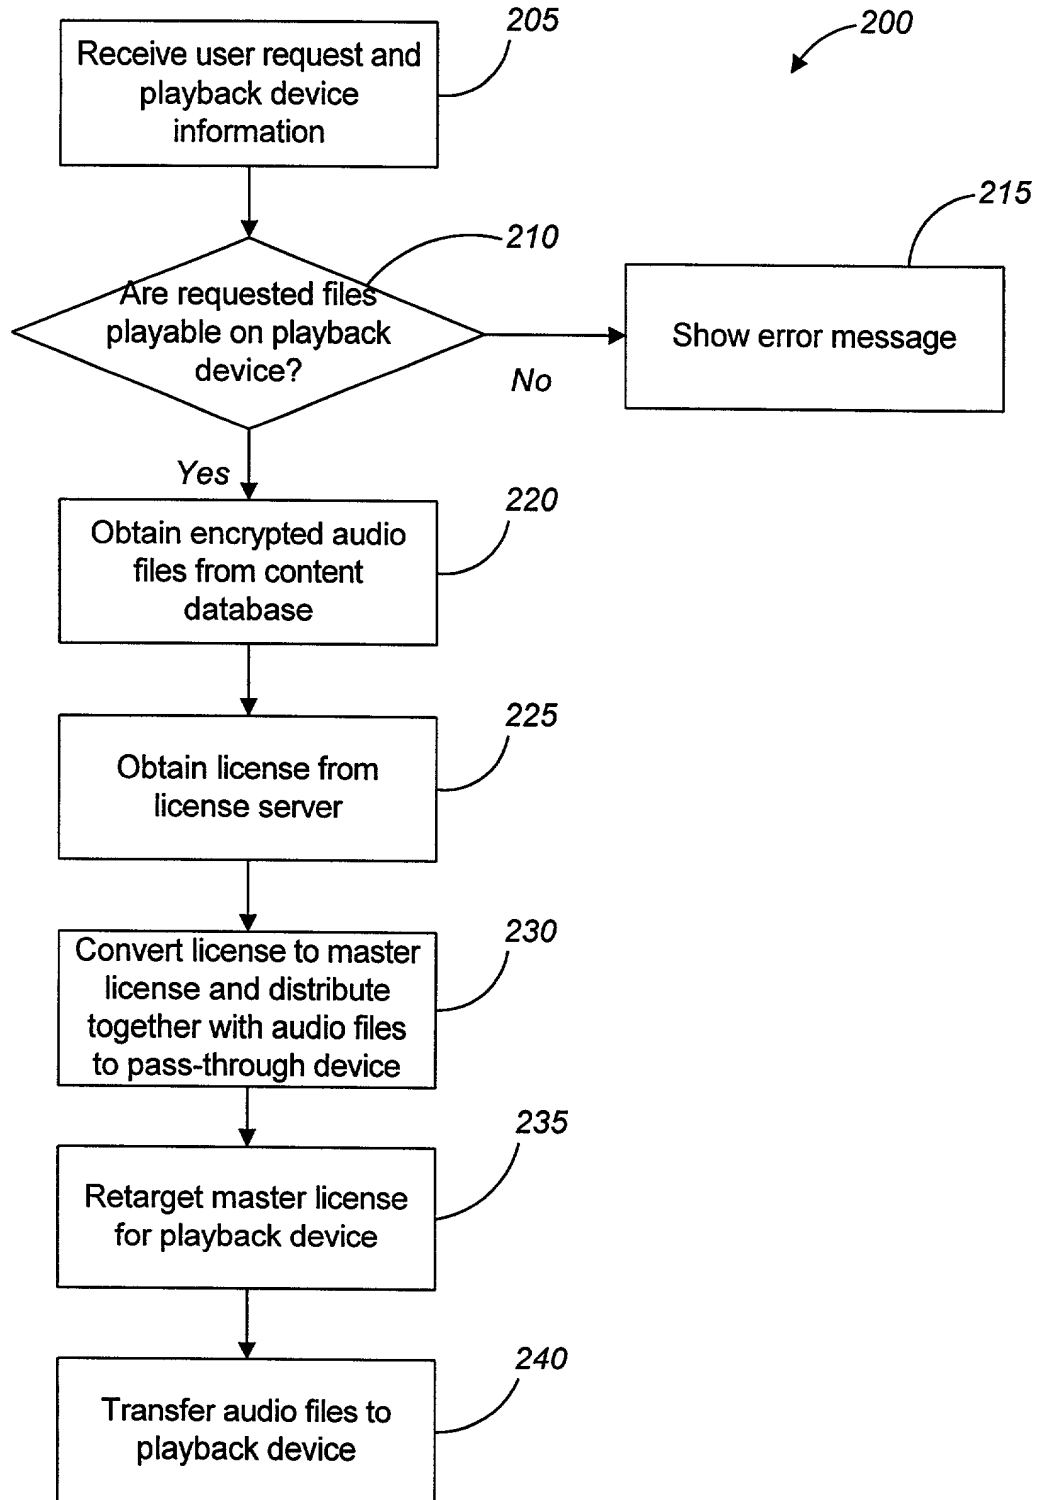 205
200
Receive user request and
playback device
information
215
210
Are requested files
playable on playback
device?
Show error message
No
Yes
220
Obtain encrypted audio
files from content
database
225
Obtain license from
license server
230
Convert license to master
license and distribute
together with audio files
to pass-through device
235
Retarget master license
for playback device
240
Transfer audio files to
playback device